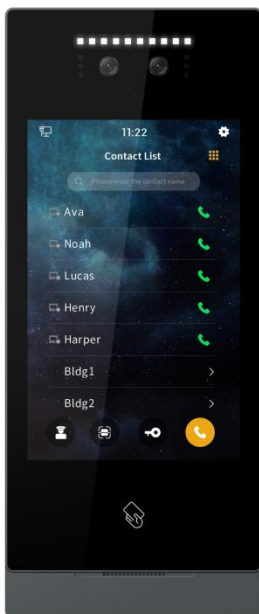 11:22
Contact List
Please enter the contact name
Ava
Noah
Lucas
Henry
Harper
Bldg1
Bldg2